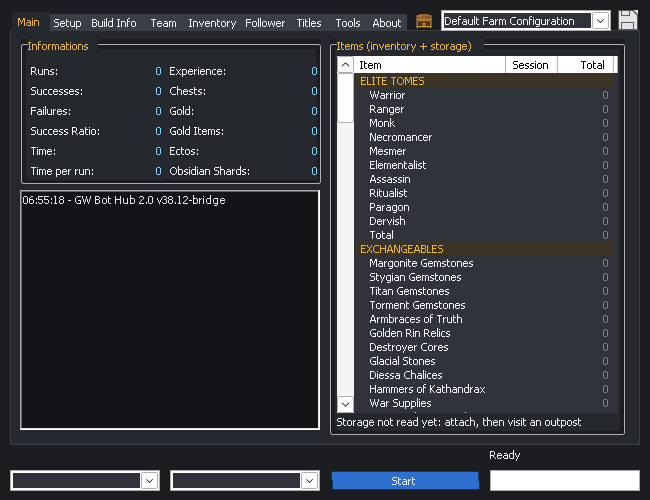 Main Setup Build Info Team Inventory Follower Titles Tools About Default Farm Configuration
Informations
Runs: 0 Experience: 0
Successes: 0 Chests: 0
Failures: 0 Gold: 0
Success Ratio: 0 Gold Items: 0
Time: 0 Ectos: 0
Time per run: 0 Obsidian Shards: 0
06:55:18 - GW Bot Hub 2.0 v38.12-bridge
Items (inventory + storage)
Item Session Total
ELITE TOMES
Warrior 0
Ranger 0
Monk 0
Necromancer 0
Mesmer 0
Elementalist 0
Assassin 0
Ritualist 0
Paragon 0
Dervish 0
Total 0
EXCHANGEABLES
Margonite Gemstones 0
Stygian Gemstones 0
Titan Gemstones 0
Torment Gemstones 0
Armbraces of Truth 0
Golden Rin Relics 0
Destroyer Cores 0
Glacial Stones 0
Diessa Chalices 0
Hammers of Kathandrax 0
War Supplies 0
Storage not read yet: attach, then visit an outpost
Ready
Start